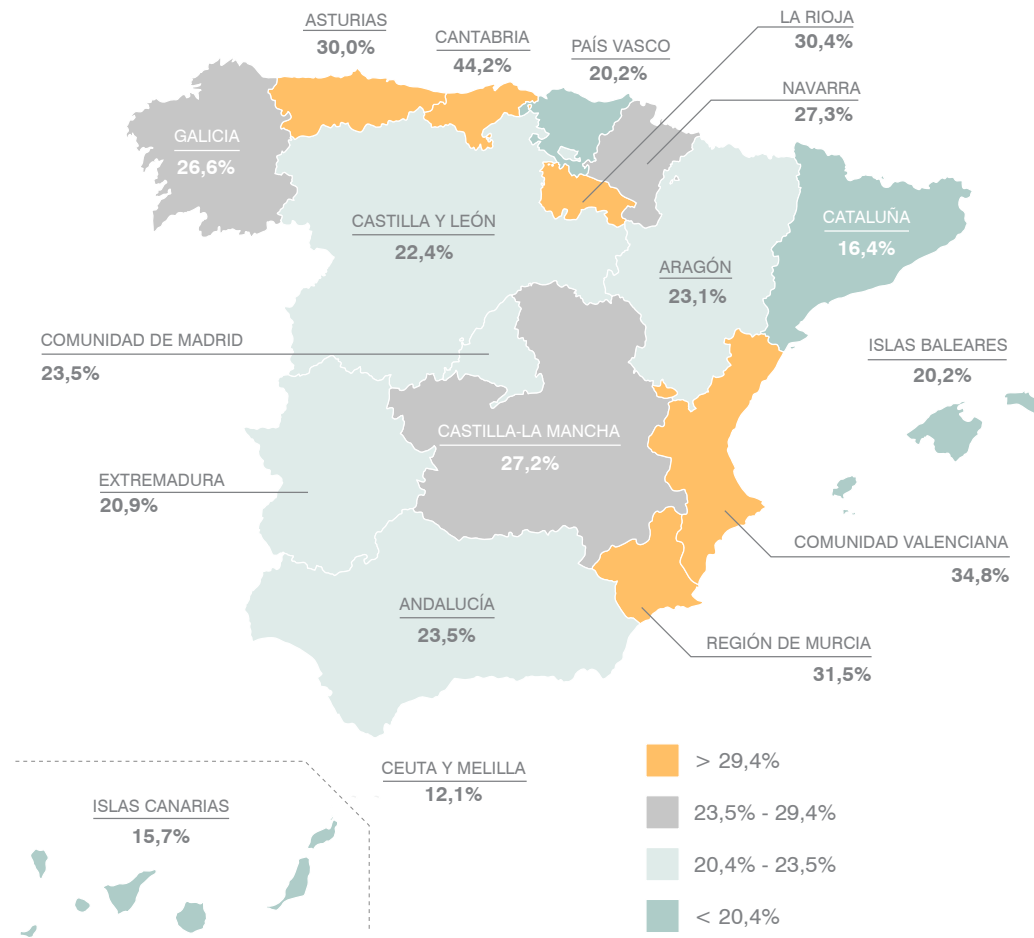 ASTURIAS
30,0%
CANTABRIA
44,2%
PAÍS VASCO
20,2%
LA RIOJA
30,4%
NAVARRA
27,3%
GALICIA
26,6%
CASTILLA Y LEÓN
22,4%
CATALUÑA
16,4%
ARAGÓN
23,1%
COMUNIDAD DE MADRID
23,5%
ISLAS BALEARES
20,2%
CASTILLA-LA MANCHA
27,2%
EXTREMADURA
20,9%
COMUNIDAD VALENCIANA
34,8%
ANDALUCÍA
23,5%
REGIÓN DE MURCIA
31,5%
CEUTA Y MELILLA
12,1%
ISLAS CANARIAS
15,7%
> 29,4%
23,5% - 29,4%
20,4% - 23,5%
< 20,4%